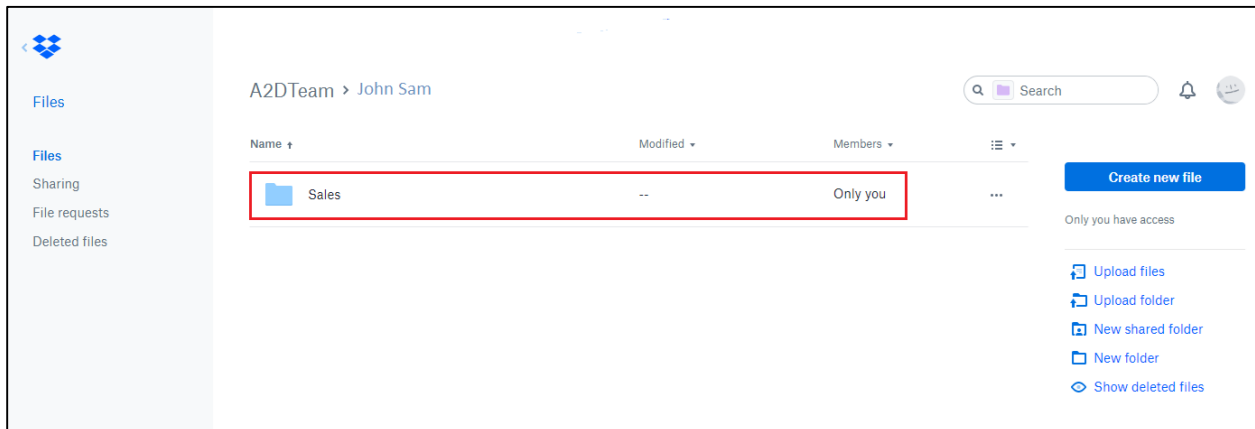 A2DTeam › John Sam
Search
Files
Files
Sharing
File requests
Deleted files
Name Modified Members
Sales -- Only you
Create new file
Only you have access
Upload files
Upload folder
New shared folder
New folder
Show deleted files